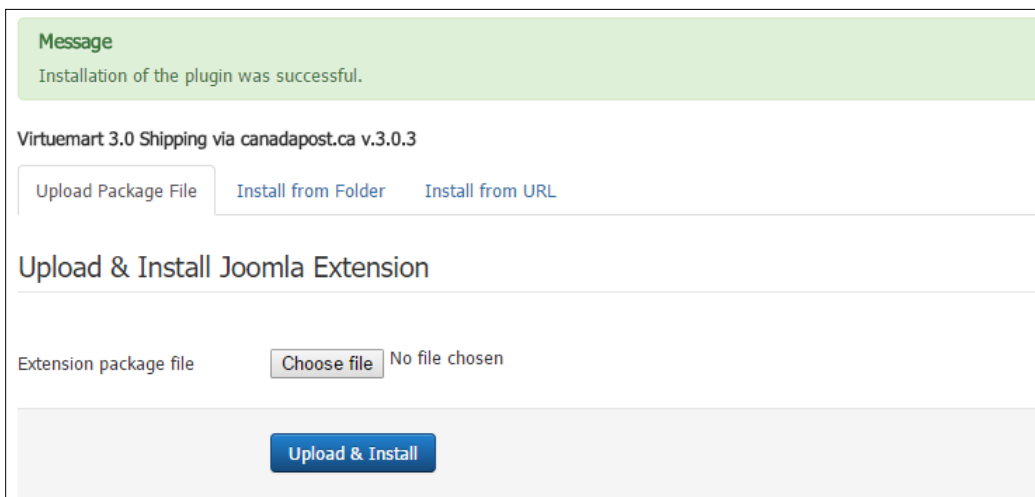 Message
Installation of the plugin was successful.
Virtuemart 3.0 Shipping via canadapost.ca v.3.0.3
Upload Package File Install from Folder Install from URL
Upload & Install Joomla Extension
Extension package file Choose file No file chosen
Upload & Install